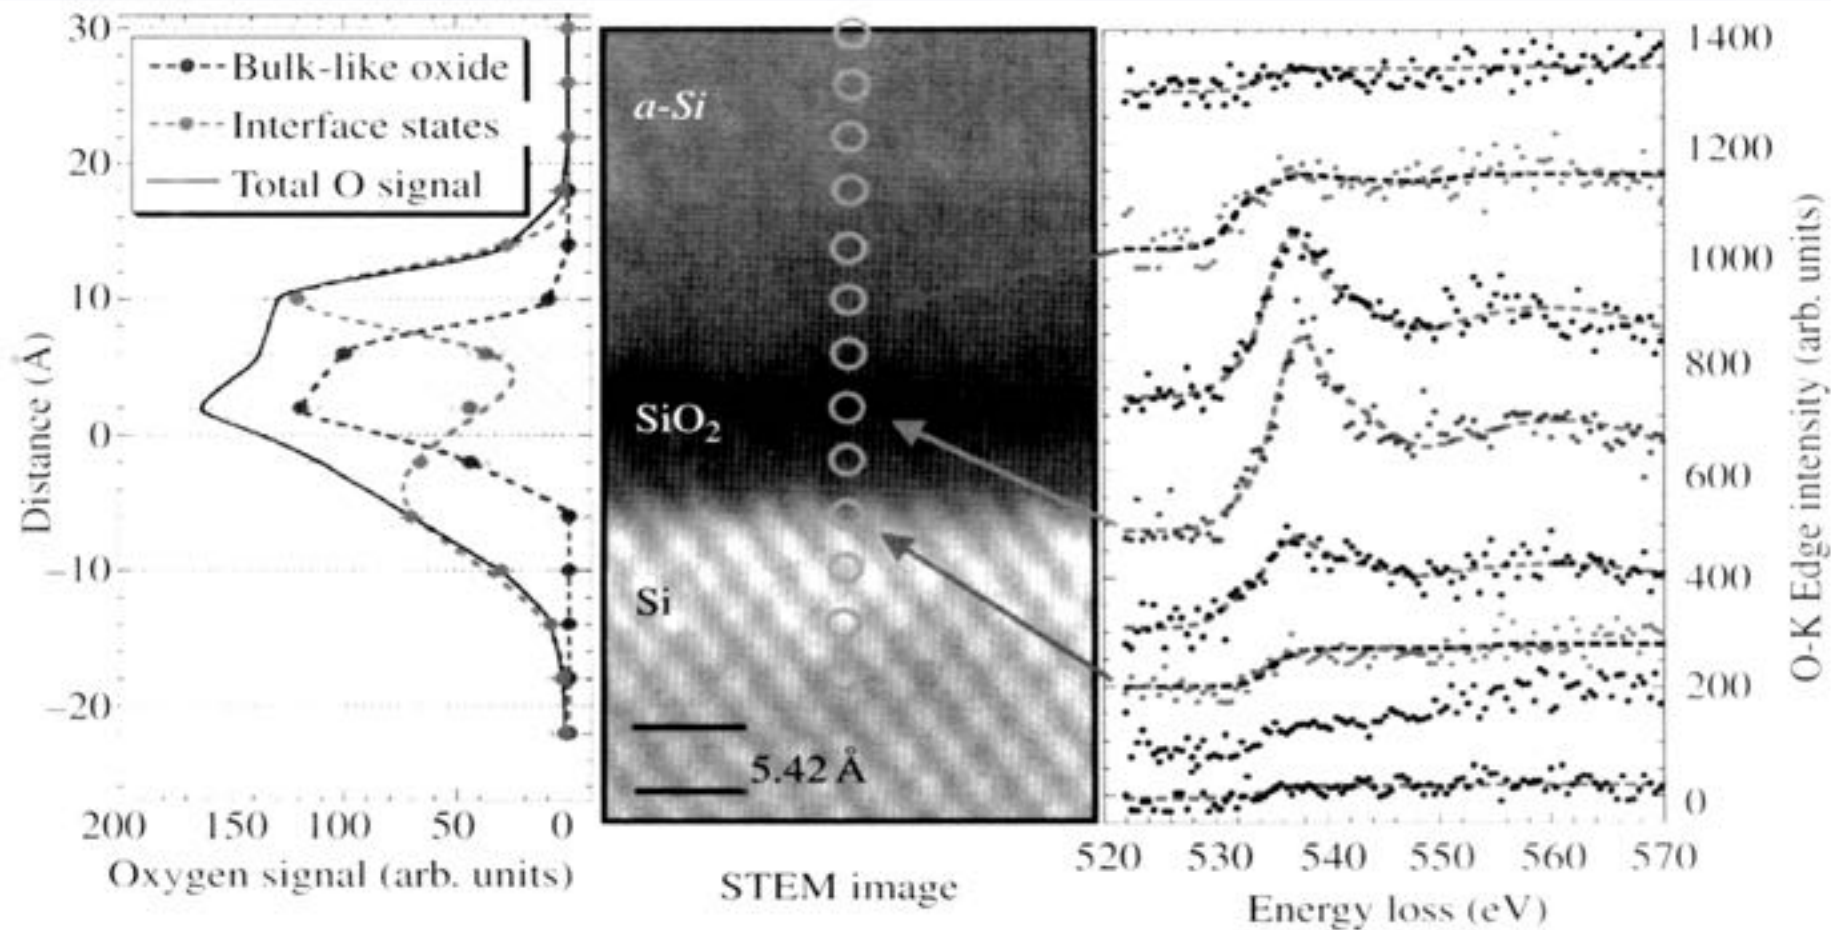 30
20
10
0
−10
−20
Distance (Å)
Bulk-like oxide
Interface states
Total O signal
200 150 100 50 0
Oxygen signal (arb. units)
a-Si
SiO₂
Si
5.42 Å
STEM image
1400
1200
1000
800
600
400
200
0
O-K Edge intensity (arb. units)
520 530 540 550 560 570
Energy loss (eV)